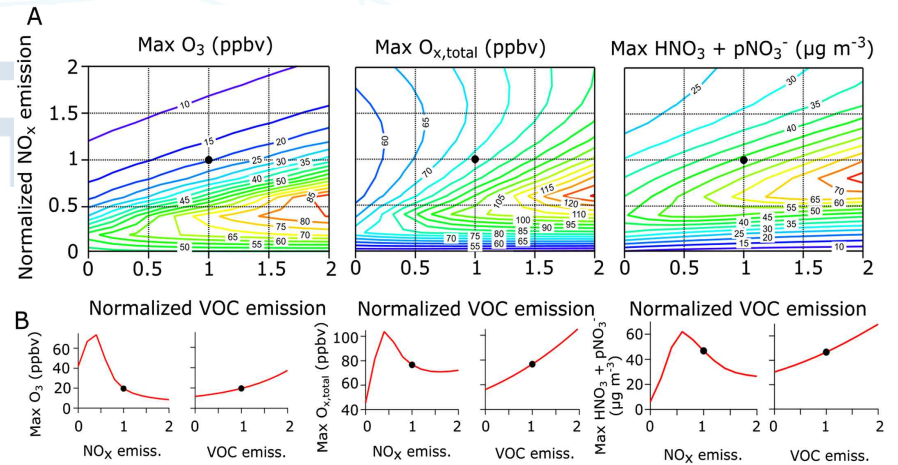 A
Max O3 (ppbv)
Max Ox,total (ppbv)
Max HNO3 + pNO3- (µg m-3)
Normalized NOx emission
2
1.5
1
0.5
0
10
15
20
25 30 35
40 50
45
85
80
75
65 55 60 70
50
0 0.5 1 1.5 2
60
65
70
105
115
120
110
100
90 95
70 75 80 85
55 60 65
0 0.5 1 1.5 2
25
30
35
40
70
65
60
55 50
40 45
35
25 30
15 20
10
0 0.5 1 1.5 2
Normalized VOC emission
Normalized VOC emission
Normalized VOC emission
B
Max O3 (ppbv)
60
40
20
0
0 1 2
NOx emiss.
0 1 2
VOC emiss.
Max Ox,total (ppbv)
100
80
60
40
0 1 2
NOx emiss.
0 1 2
VOC emiss.
Max HNO3 + pNO3-
(µg m-3)
60
40
20
0
0 1 2
NOx emiss.
0 1 2
VOC emiss.